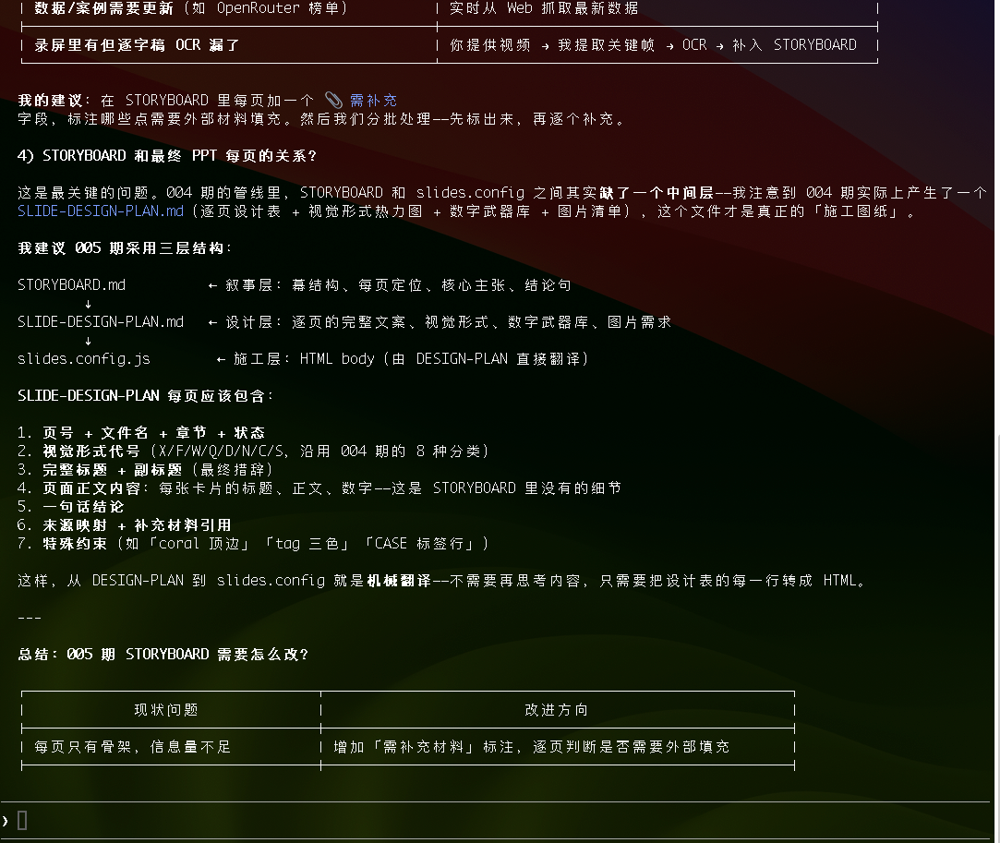 数据/案例需要更新（如 OpenRouter 榜单） | 实时从 Web 抓取最新数据
录屏里有但逐字稿 OCR 漏了 | 你提供视频 → 我提取关键帧 → OCR → 补入 STORYBOARD
我的建议：在 STORYBOARD 里每页加一个 📎 需补充
字段，标注哪些点需要外部材料填充。然后我们分批处理——先标出来，再逐个补充。
4) STORYBOARD 和最终 PPT 每页的关系？
这是最关键的问题。004 期的管线里，STORYBOARD 和 slides.config 之间其实缺了一个中间层——我注意到 004 期实际上产生了一个
SLIDE-DESIGN-PLAN.md（逐页设计表 + 视觉形式热力图 + 数字武器库 + 图片清单），这个文件才是真正的「施工图纸」。
我建议 005 期采用三层结构：
STORYBOARD.md ← 叙事层：幕结构、每页定位、核心主张、结论句
↓
SLIDE-DESIGN-PLAN.md ← 设计层：逐页的完整文案、视觉形式、数字武器库、图片需求
↓
slides.config.js ← 施工层：HTML body（由 DESIGN-PLAN 直接翻译）
SLIDE-DESIGN-PLAN 每页应该包含：
1. 页号 + 文件名 + 章节 + 状态
2. 视觉形式代号（X/F/W/Q/D/N/C/S，沿用 004 期的 8 种分类）
3. 完整标题 + 副标题（最终措辞）
4. 页面正文内容：每张卡片的标题、正文、数字——这是 STORYBOARD 里没有的细节
5. 一句话结论
6. 来源映射 + 补充材料引用
7. 特殊约束（如「coral 顶边」「tag 三色」「CASE 标签行」）
这样，从 DESIGN-PLAN 到 slides.config 就是机械翻译——不需要再思考内容，只需要把设计表的每一行转成 HTML。
---
总结：005 期 STORYBOARD 需要怎么改？
现状问题 | 改进方向
每页只有骨架，信息量不足 | 增加「需补充材料」标注，逐页判断是否需要外部填充
❯